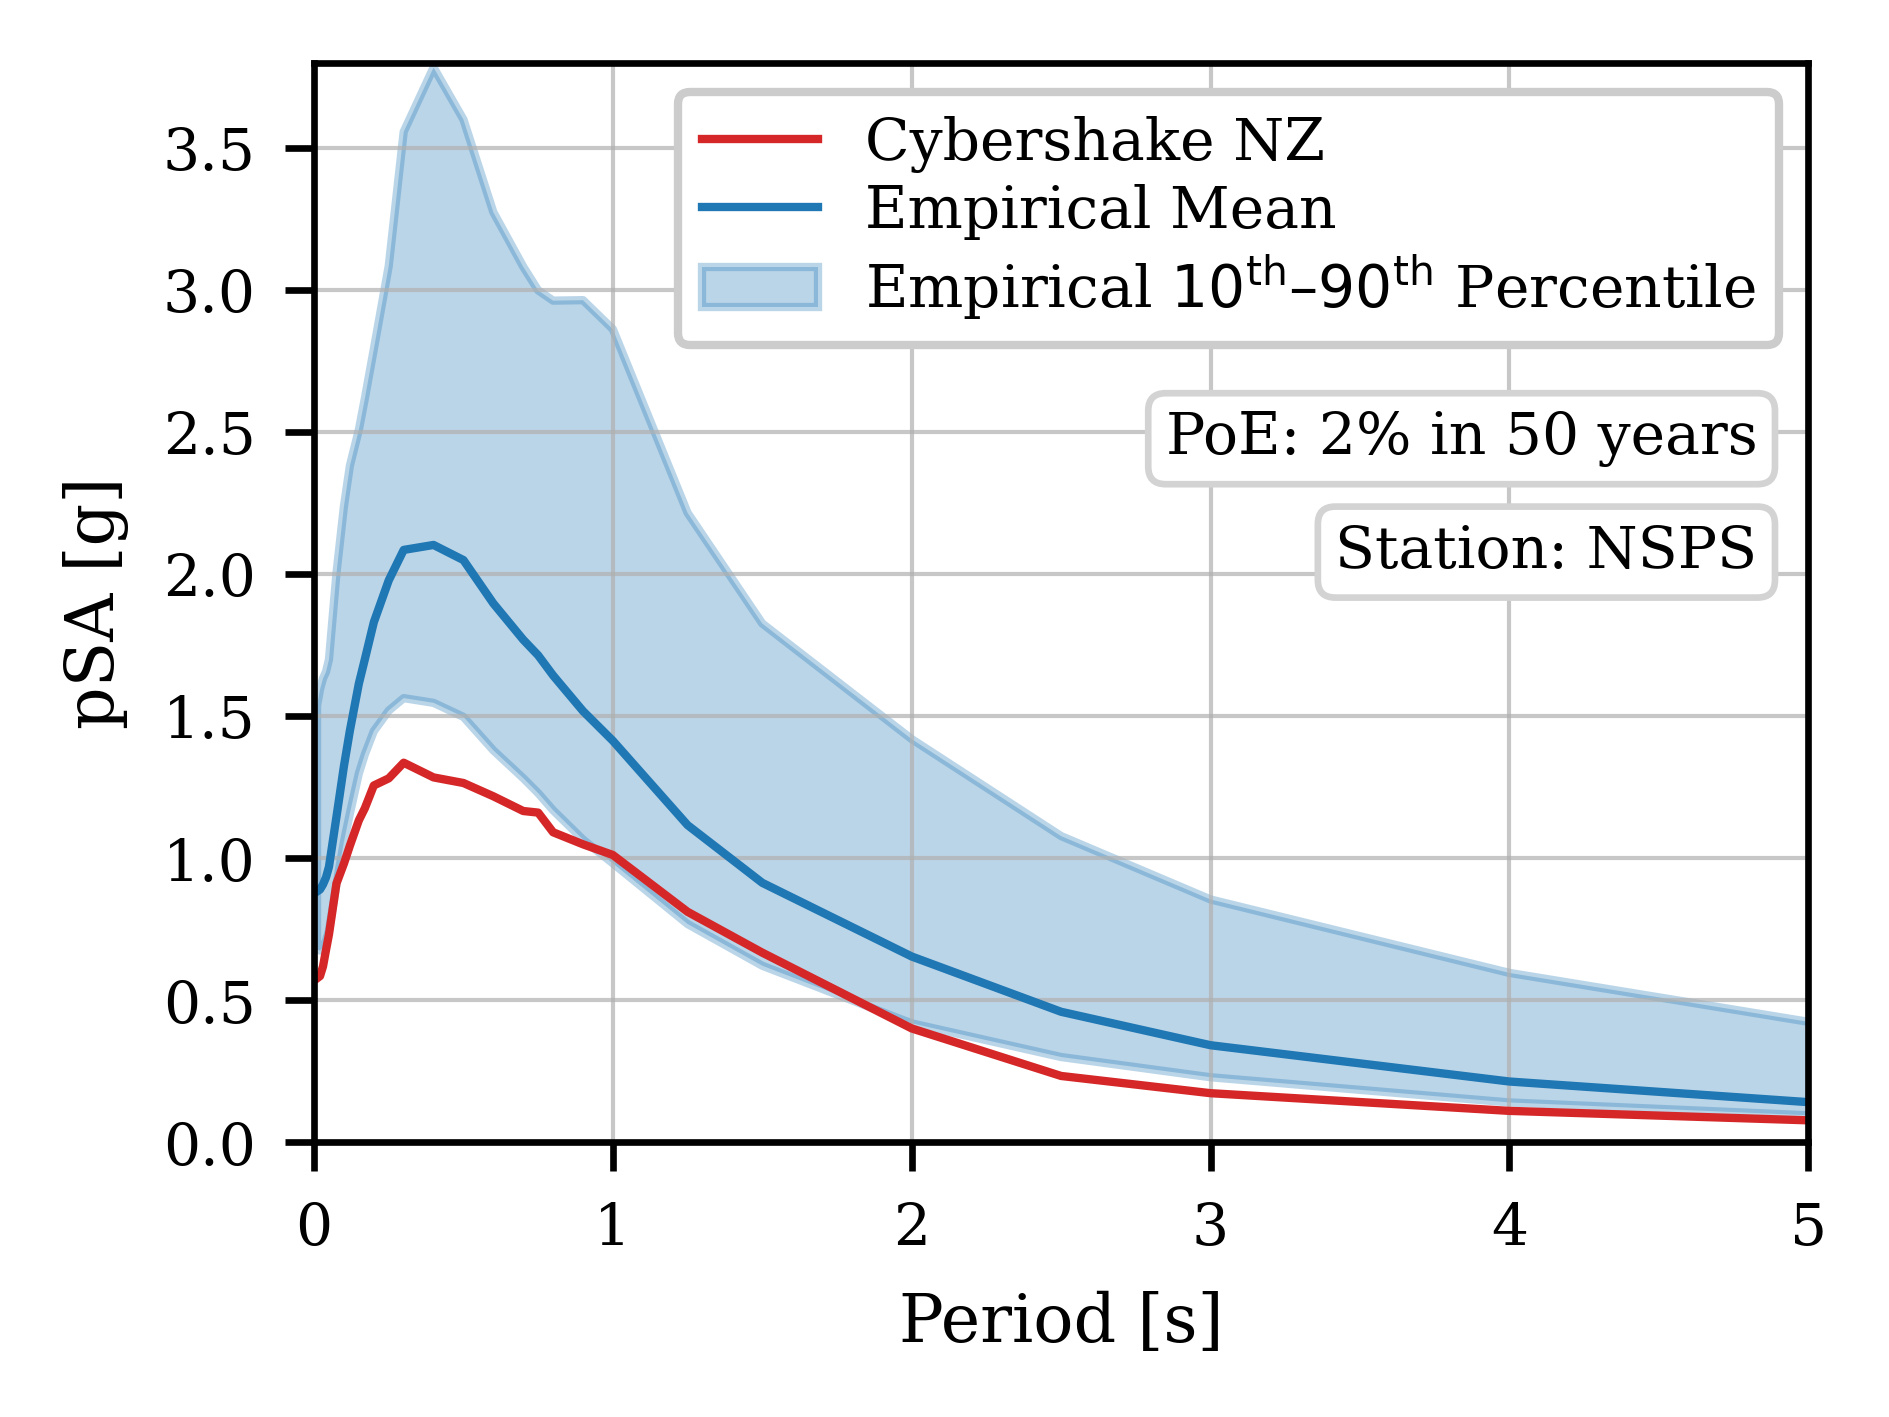 Cybershake NZ
Empirical Mean
Empirical 10th–90th Percentile
PoE: 2% in 50 years
Station: NSPS
pSA [g]
3.5
3.0
2.5
2.0
1.5
1.0
0.5
0.0
0 1 2 3 4 5
Period [s]